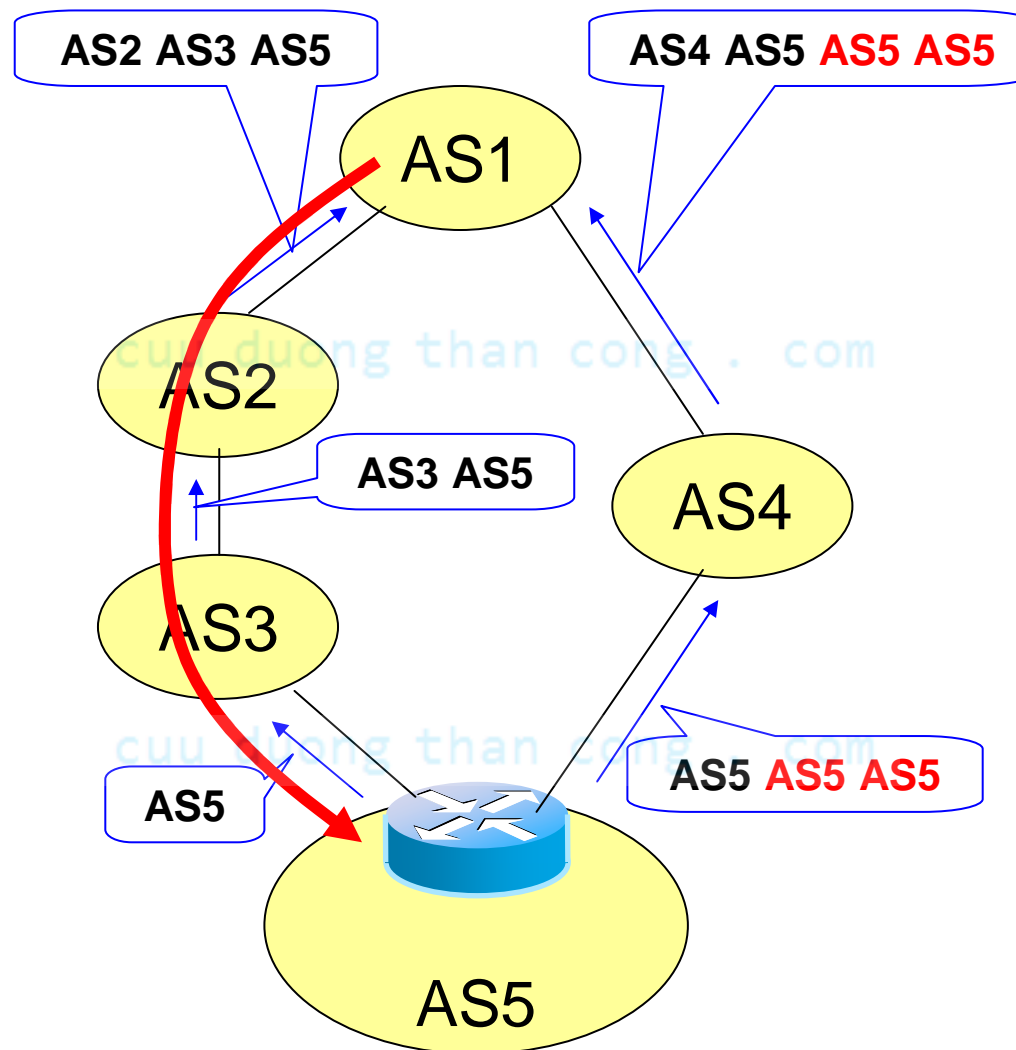 AS2 AS3 AS5
AS4 AS5 AS5 AS5
AS1
cuu duong than cong . com
AS2
AS3 AS5
AS4
AS3
cuu duong than cong . com
AS5 AS5 AS5
AS5
AS5